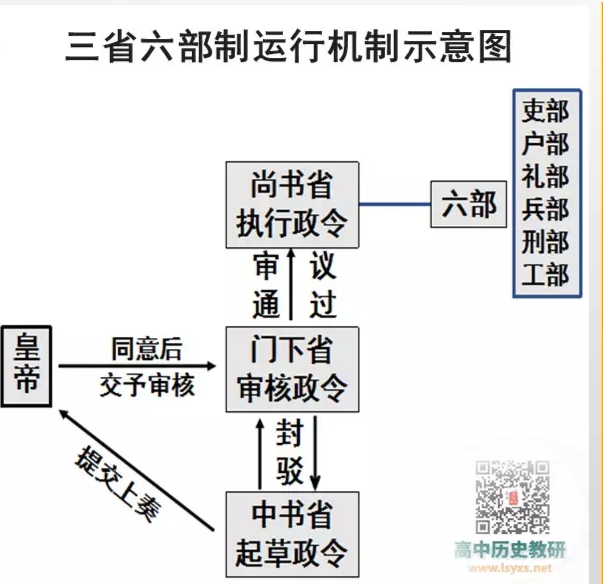 三省六部制运行机制示意图
尚书省
执行政令
六部
吏部
户部
礼部
兵部
刑部
工部
审议
通过
皇帝
同意后
交予审核
门下省
审核政令
封驳
提交上奏
中书省
起草政令
高中历史教研
www.lsyxs.net